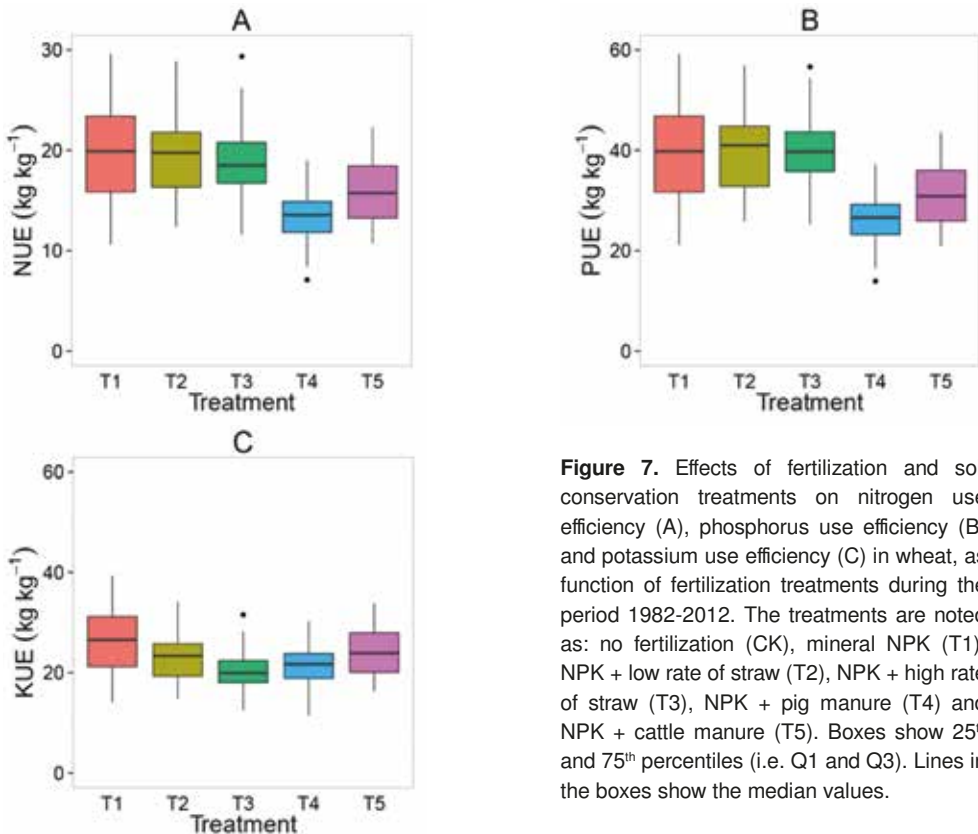 A
30
20
10
0
NUE (kg kg⁻¹)
T1 T2 T3 T4 T5
Treatment
B
60
40
20
0
PUE (kg kg⁻¹)
T1 T2 T3 T4 T5
Treatment
C
60
40
20
0
KUE (kg kg⁻¹)
T1 T2 T3 T4 T5
Treatment
Figure 7. Effects of fertilization and so
conservation treatments on nitrogen use
efficiency (A), phosphorus use efficiency (B
and potassium use efficiency (C) in wheat, as
function of fertilization treatments during the
period 1982-2012. The treatments are noted
as: no fertilization (CK), mineral NPK (T1)
NPK + low rate of straw (T2), NPK + high rate
of straw (T3), NPK + pig manure (T4) and
NPK + cattle manure (T5). Boxes show 25ᵗ
and 75ᵗʰ percentiles (i.e. Q1 and Q3). Lines in
the boxes show the median values.